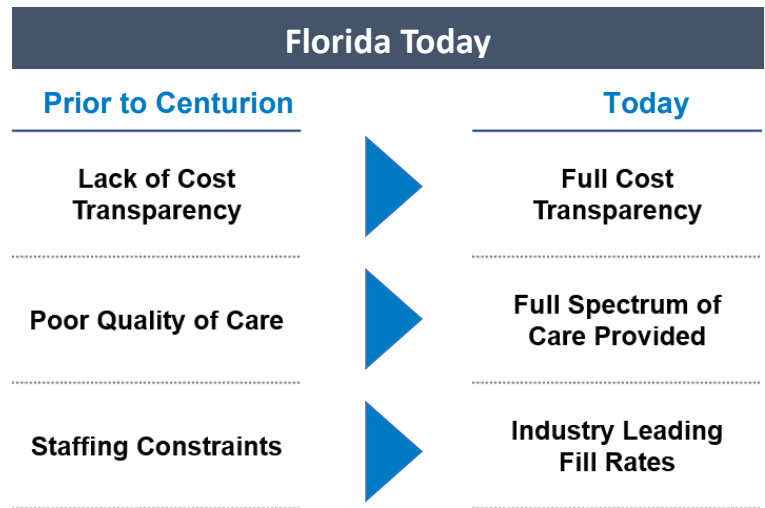 Florida Today
Prior to Centurion
Today
Lack of Cost
Transparency
Full Cost
Transparency
Poor Quality of Care
Full Spectrum of
Care Provided
Staffing Constraints
Industry Leading
Fill Rates